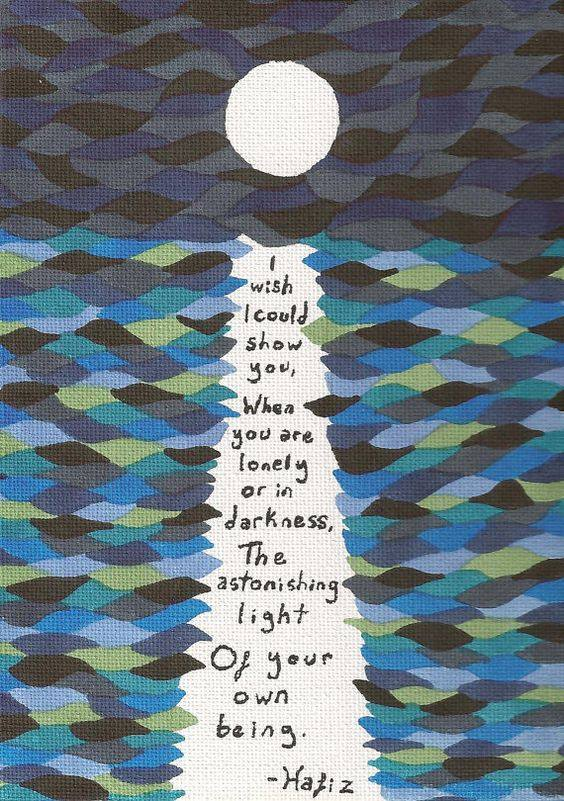 I
wish
I could
show
you,
When
you are
lonely
or in
darkness,
The
astonishing
light
Of your
own
being.
-Hafiz